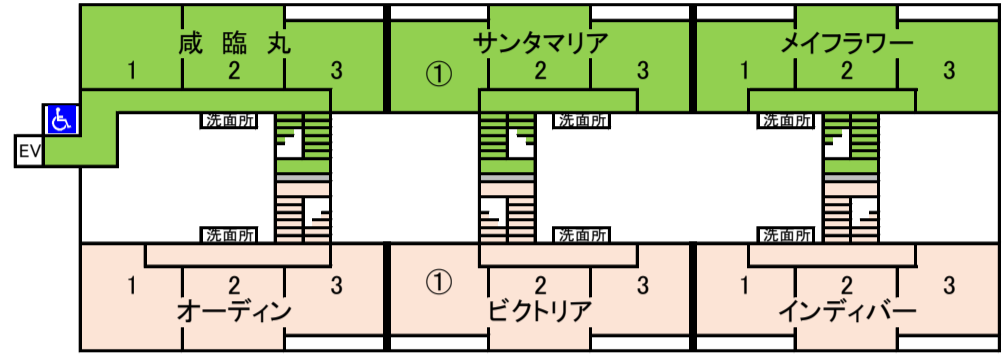 咸臨丸 サンタマリア メイフラワー
1 2 3 ① 2 3 1 2 3
洗面所 洗面所 洗面所
EV
洗面所 洗面所 洗面所
1 2 3 ① 2 3 1 2 3
オーディン ビクトリア インディバー